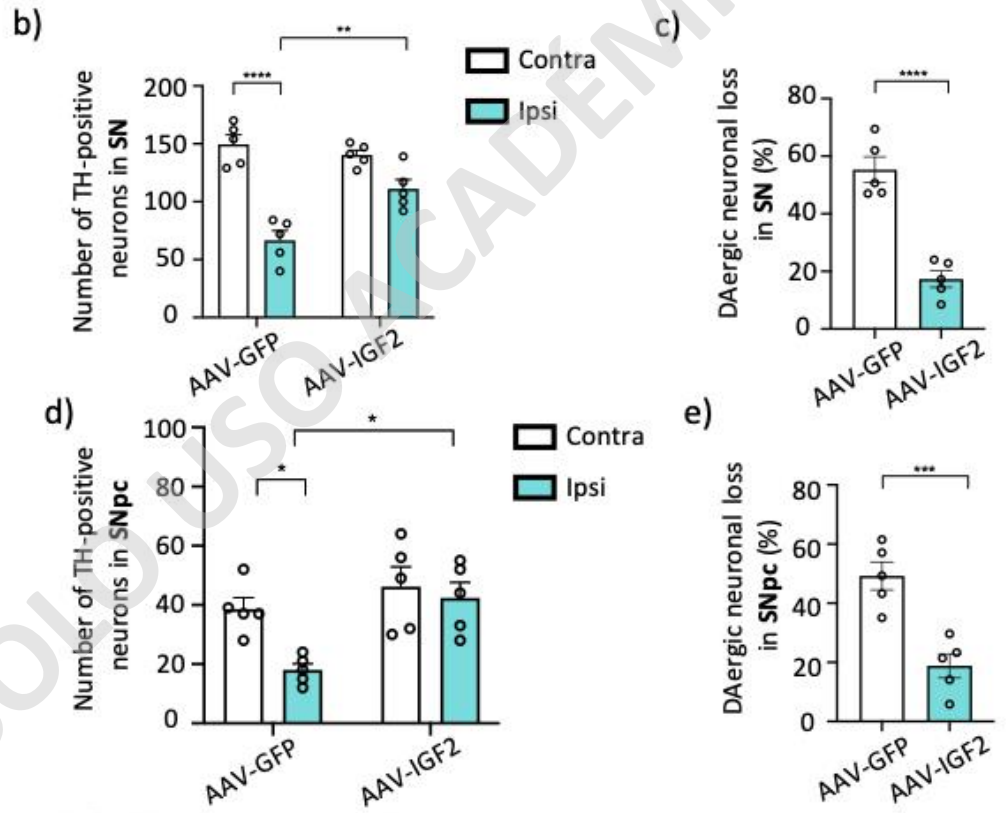 b)
**
Contra
Ipsi
****
Number of TH-positive
neurons in SN
200
150
100
50
0
AAV-GFP
AAV-IGF2
c)
****
DAergic neuronal loss
in SN (%)
80
60
40
20
0
AAV-GFP
AAV-IGF2
d)
*
*
Contra
Ipsi
Number of TH-positive
neurons in SNpc
100
80
60
40
20
0
AAV-GFP
AAV-IGF2
e)
***
DAergic neuronal loss
in SNpc (%)
80
60
40
20
0
AAV-GFP
AAV-IGF2
SOLO USO ACADÉM